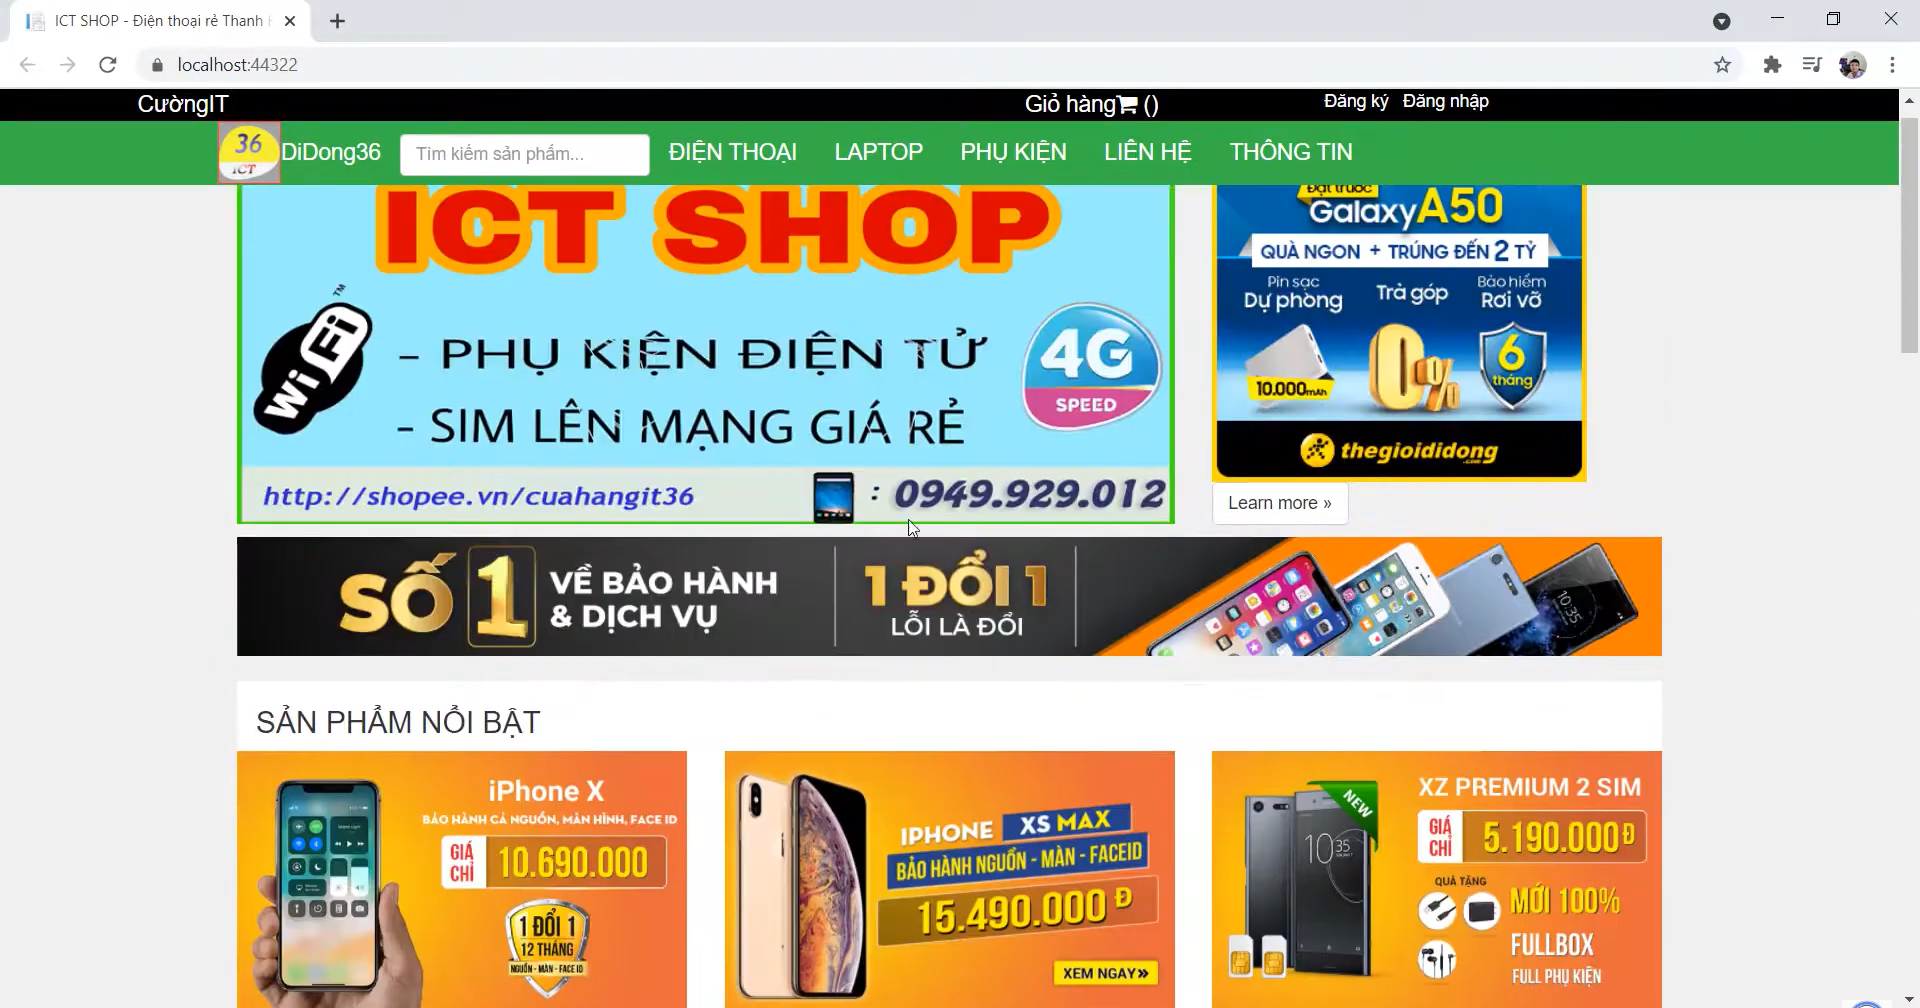 ICT SHOP - Điện thoại rẻ Thanh
localhost:44322
CườngIT
Giỏ hàng ()
Đăng ký Đăng nhập
36
ICT
DiDong36
Tìm kiếm sản phẩm...
ĐIỆN THOẠI
LAPTOP
PHỤ KIỆN
LIÊN HỆ
THÔNG TIN
ICT SHOP
WiFi
TM
- PHỤ KIỆN ĐIỆN TỬ
- SIM LÊN MẠNG GIÁ RẺ
4G
SPEED
http://shopee.vn/cuahangit36
: 0949.929.012
Đặt trước
Galaxy A50
QUÀ NGON + TRÚNG ĐẾN 2 TỶ
Pin sạc
Dự phòng
Trả góp
Bảo hiểm
Rơi vỡ
10.000mAh
0%
6
tháng
thegioididong.com
Learn more »
SỐ 1
VỀ BẢO HÀNH
& DỊCH VỤ
1 ĐỔI 1
LỖI LÀ ĐỔI
10:35
SẢN PHẨM NỔI BẬT
iPhone X
BẢO HÀNH CẢ NGUỒN, MÀN HÌNH, FACE ID
GIÁ
CHỈ
10.690.000
1 ĐỔI 1
12 THÁNG
NGUỒN - MÀN - FACE ID
IPHONE XS MAX
BẢO HÀNH NGUỒN - MÀN - FACEID
15.490.000 Đ
XEM NGAY»
NEW
10:35
XZ PREMIUM 2 SIM
GIÁ
CHỈ
5.190.000Đ
QUÀ TẶNG
MỚI 100%
FULLBOX
FULL PHỤ KIỆN